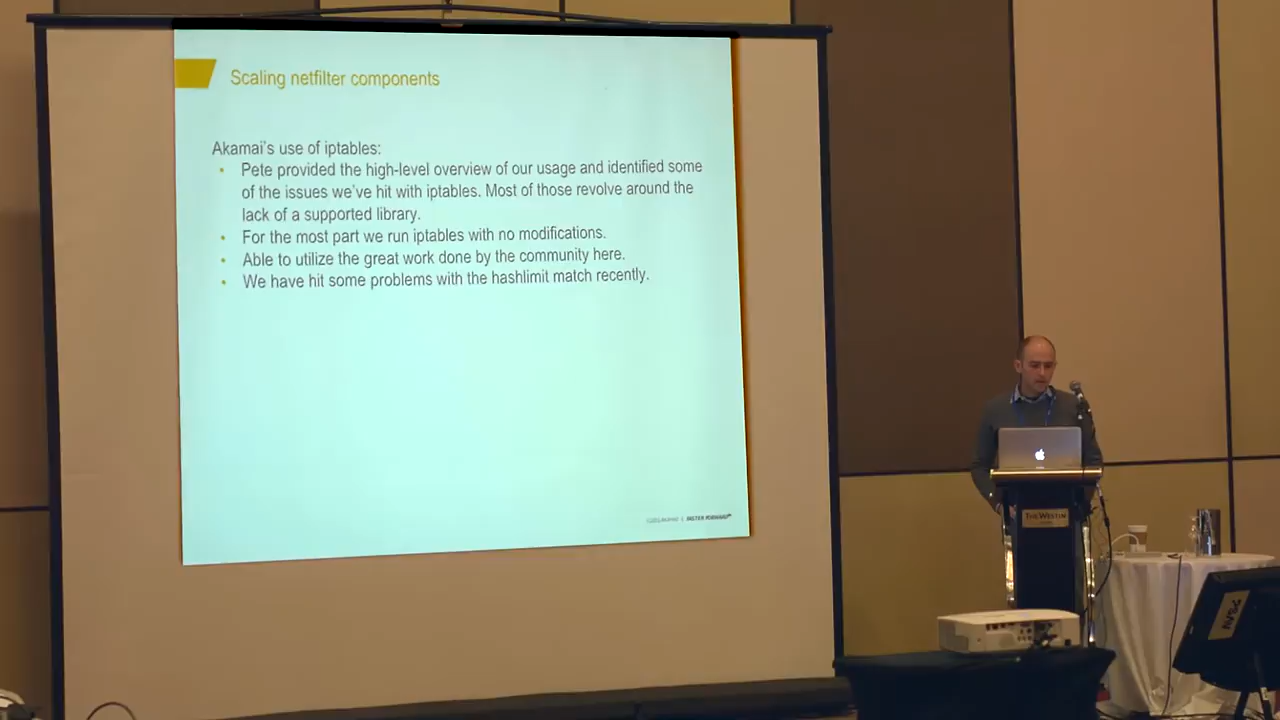 Scaling netfilter components
Akamai's use of iptables:
• Pete provided the high-level overview of our usage and identified some
of the issues we've hit with iptables. Most of those revolve around the
lack of a supported library.
• For the most part we run iptables with no modifications.
• Able to utilize the great work done by the community here.
• We have hit some problems with the hashlimit match recently.
THE WESTIN
PSAV